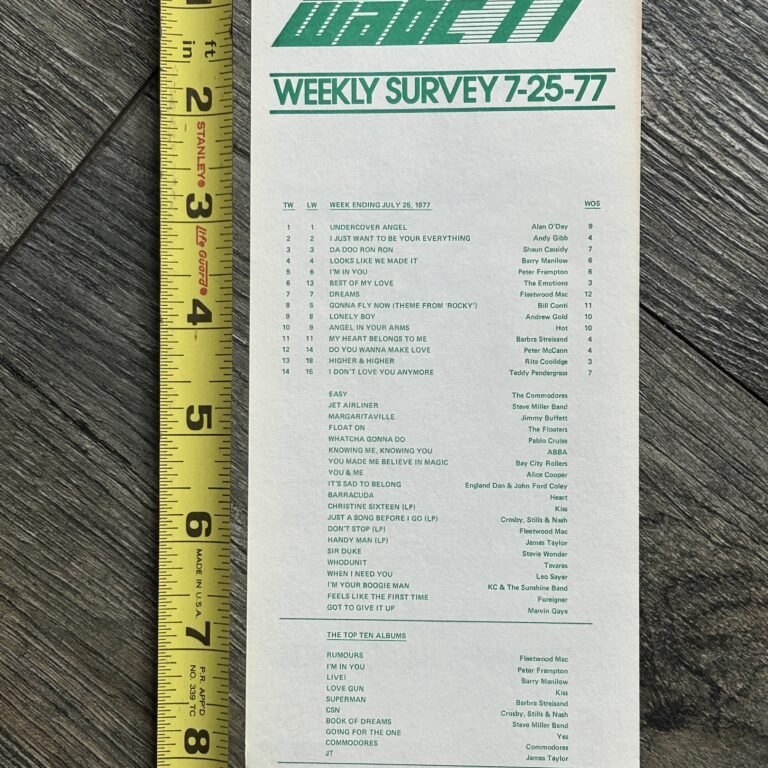 WABC 77
WEEKLY SURVEY 7-25-77
TW LW WEEK ENDING JULY 25, 1977 WOS
1 1 UNDERCOVER ANGEL Alan O'Day 9
2 2 I JUST WANT TO BE YOUR EVERYTHING Andy Gibb 4
3 3 DA DOO RON RON Shaun Cassidy 7
4 4 LOOKS LIKE WE MADE IT Barry Manilow 6
5 6 I'M IN YOU Peter Frampton 6
6 13 BEST OF MY LOVE The Emotions 3
7 7 DREAMS Fleetwood Mac 12
8 5 GONNA FLY NOW (THEME FROM 'ROCKY') Bill Conti 11
9 8 LONELY BOY Andrew Gold 10
10 9 ANGEL IN YOUR ARMS Hot 10
11 11 MY HEART BELONGS TO ME Barbra Streisand 4
12 14 DO YOU WANNA MAKE LOVE Peter McCann 4
13 18 HIGHER & HIGHER Rita Coolidge 3
14 15 I DON'T LOVE YOU ANYMORE Teddy Pendergrass 7
EASY The Commodores
JET AIRLINER Steve Miller Band
MARGARITAVILLE Jimmy Buffett
FLOAT ON The Floaters
WHATCHA GONNA DO Pablo Cruise
KNOWING ME, KNOWING YOU ABBA
YOU MADE ME BELIEVE IN MAGIC Bay City Rollers
YOU & ME Alice Cooper
IT'S SAD TO BELONG England Dan & John Ford Coley
BARRACUDA Heart
CHRISTINE SIXTEEN (LP) Kiss
JUST A SONG BEFORE I GO (LP) Crosby, Stills & Nash
DON'T STOP (LP) Fleetwood Mac
HANDY MAN (LP) James Taylor
SIR DUKE Stevie Wonder
WHODUNIT Tavares
WHEN I NEED YOU Leo Sayer
I'M YOUR BOOGIE MAN KC & The Sunshine Band
FEELS LIKE THE FIRST TIME Foreigner
GOT TO GIVE IT UP Marvin Gaye
THE TOP TEN ALBUMS
RUMOURS Fleetwood Mac
I'M IN YOU Peter Frampton
LIVE! Barry Manilow
LOVE GUN Kiss
SUPERMAN Barbra Streisand
CSN Crosby, Stills & Nash
BOOK OF DREAMS Steve Miller Band
GOING FOR THE ONE Yes
COMMODORES Commodores
JT James Taylor
ft
in
2
STANLEY®
3
life Guard®
4
5
6
MADE IN U.S.A.
7
P.R. APP'D
NO. 339 TC
8